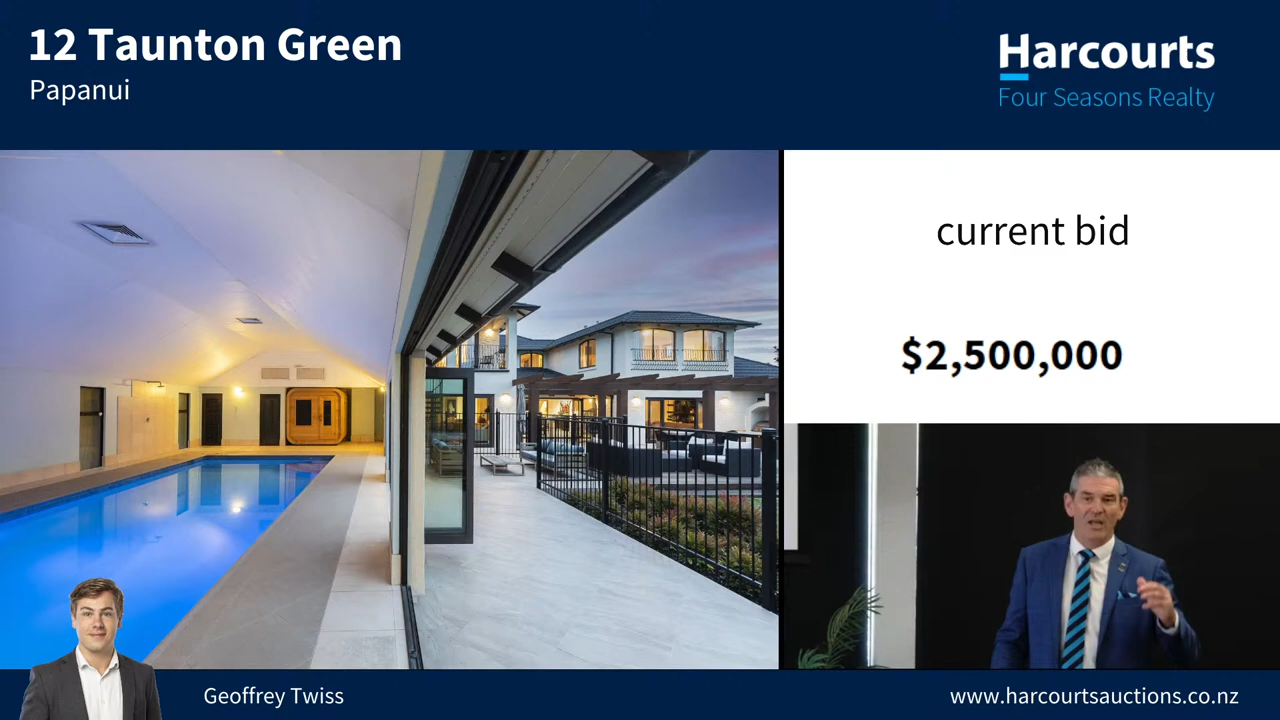 12 Taunton Green
Papanui
Harcourts
Four Seasons Realty
current bid
$2,500,000
Geoffrey Twiss
www.harcourtsauctions.co.nz